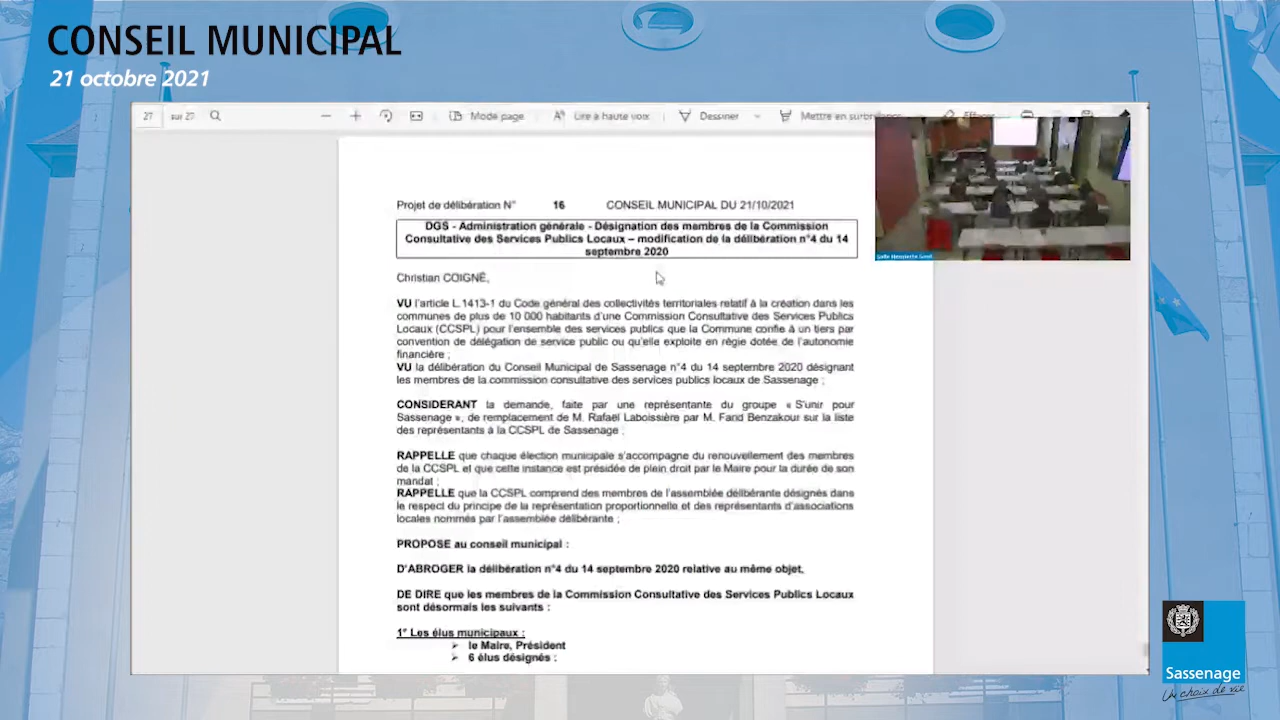 CONSEIL MUNICIPAL
21 octobre 2021
27 sur 27 Mode page Lire à haute voix Dessiner Mettre en surbrillance Effacer
Projet de délibération N° 16 CONSEIL MUNICIPAL DU 21/10/2021
DGS - Administration générale - Désignation des membres de la Commission
Consultative des Services Publics Locaux – modification de la délibération n°4 du 14
septembre 2020
Christian COIGNÉ,
VU l'article L.1413-1 du Code général des collectivités territoriales relatif à la création dans les
communes de plus de 10 000 habitants d'une Commission Consultative des Services Publics
Locaux (CCSPL) pour l'ensemble des services publics que la Commune confie à un tiers par
convention de délégation de service public ou qu'elle exploite en régie dotée de l'autonomie
financière ;
VU la délibération du Conseil Municipal de Sassenage n°4 du 14 septembre 2020 désignant
les membres de la commission consultative des services publics locaux de Sassenage ;
CONSIDERANT la demande, faite par une représentante du groupe « S'unir pour
Sassenage », de remplacement de M. Rafaël Laboissière par M. Farid Benzakour sur la liste
des représentants à la CCSPL de Sassenage ;
RAPPELLE que chaque élection municipale s'accompagne du renouvellement des membres
de la CCSPL et que cette instance est présidée de plein droit par le Maire pour la durée de son
mandat ;
RAPPELLE que la CCSPL comprend des membres de l'assemblée délibérante désignés dans
le respect du principe de la représentation proportionnelle et des représentants d'associations
locales nommés par l'assemblée délibérante ;
PROPOSE au conseil municipal :
D'ABROGER la délibération n°4 du 14 septembre 2020 relative au même objet,
DE DIRE que les membres de la Commission Consultative des Services Publics Locaux
sont désormais les suivants :
1° Les élus municipaux :
➢ le Maire, Président
➢ 6 élus désignés :
Sassenage
Un choix de vie